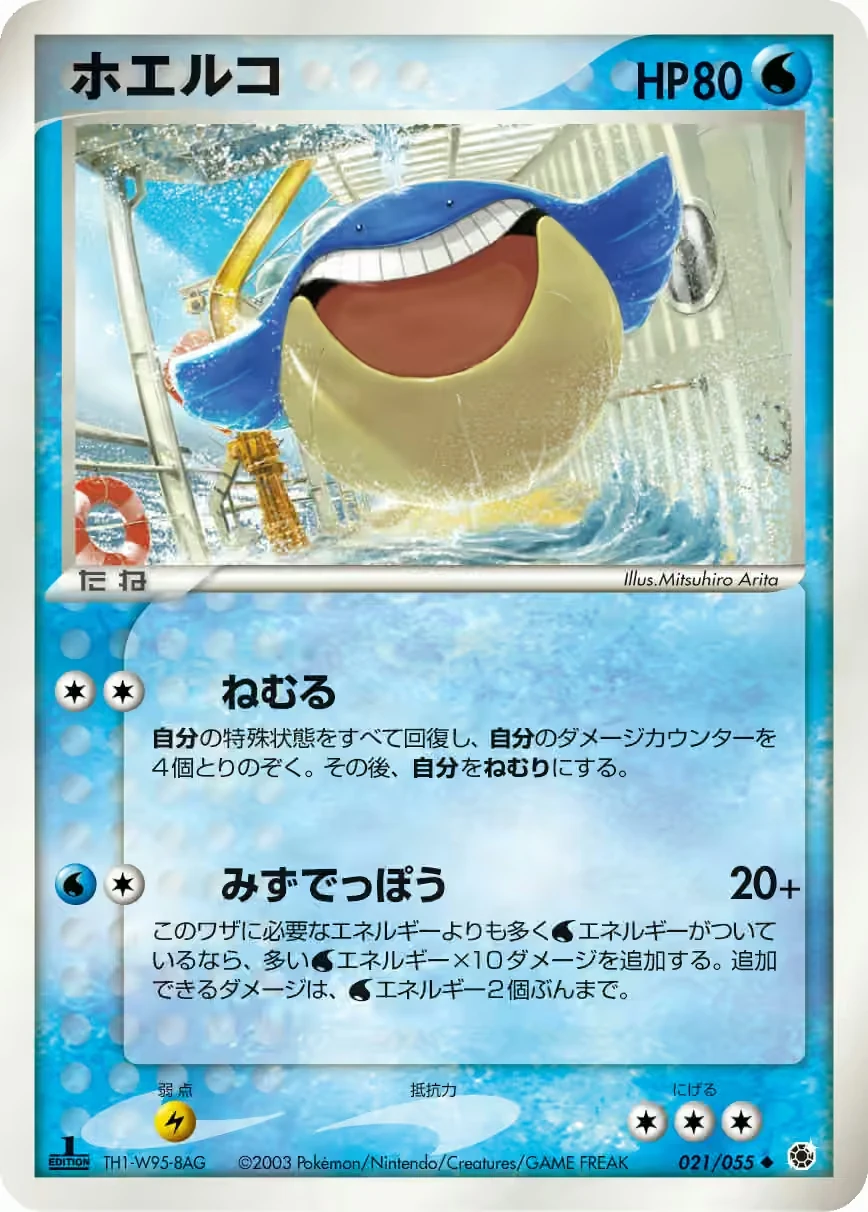 ホエルコ HP80
たね Illus.Mitsuhiro Arita
ねむる
自分の特殊状態をすべて回復し、自分のダメージカウンターを
4個とりのぞく。その後、自分をねむりにする。
みずでっぽう 20+
このワザに必要なエネルギーよりも多くエネルギーがついて
いるなら、多いエネルギー×10ダメージを追加する。追加
できるダメージは、エネルギー2個ぶんまで。
弱点 抵抗力 にげる
1 EDITION TH1-W95-8AG ©2003 Pokémon/Nintendo/Creatures/GAME FREAK 021/055